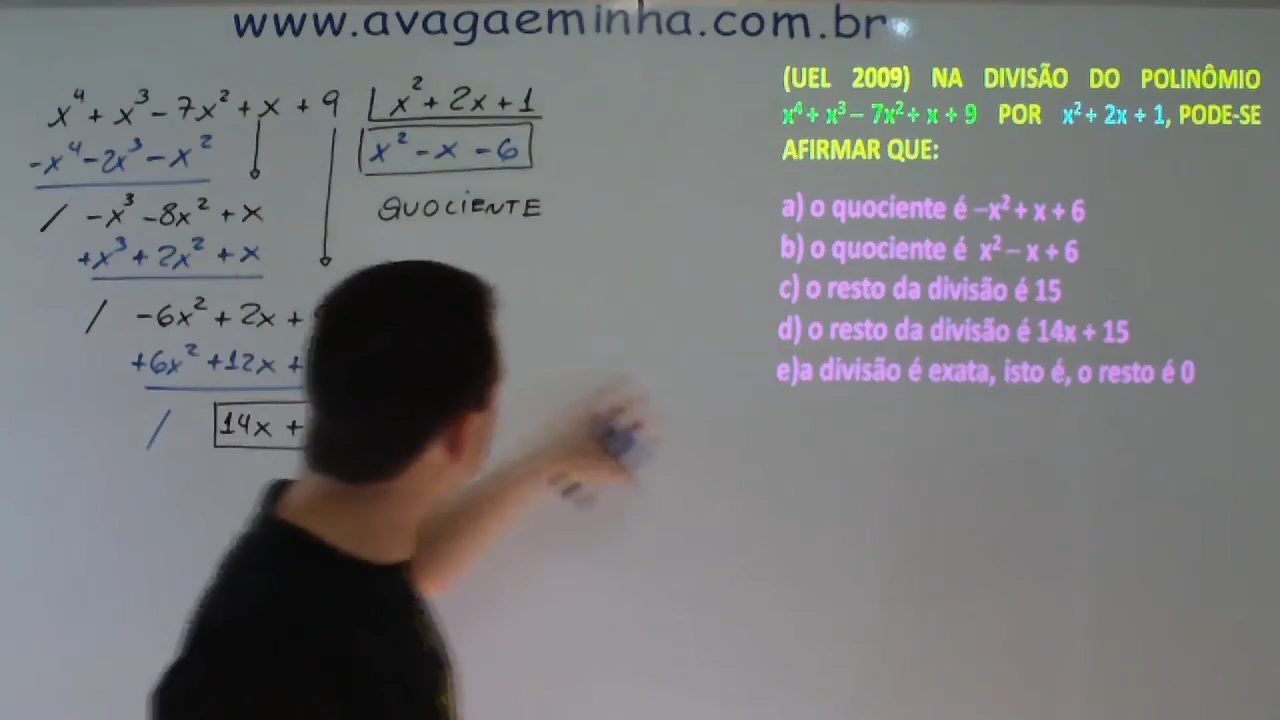 www.avagaeminha.com.br
x⁴ + x³ - 7x² + x + 9 x² + 2x + 1
-x⁴ - 2x³ - x² x² - x - 6
/ -x³ - 8x² + x QUOCIENTE
+x³ + 2x² + x
/ -6x² + 2x +
+6x² + 12x +
/ 14x +
(UEL 2009) NA DIVISÃO DO POLINÔMIO
x⁴ + x³ – 7x² + x + 9 POR x² + 2x + 1, PODE-SE
AFIRMAR QUE:
a) o quociente é –x² + x + 6
b) o quociente é x² – x + 6
c) o resto da divisão é 15
d) o resto da divisão é 14x + 15
e)a divisão é exata, isto é, o resto é 0